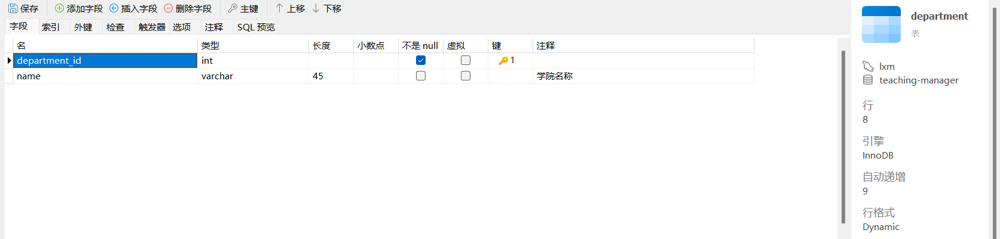 保存 添加字段 插入字段 删除字段 主键 上移 下移
字段 索引 外键 检查 触发器 选项 注释 SQL 预览
名 类型 长度 小数点 不是 null 虚拟 键 注释
department_id int 1
name varchar 45 学院名称
department
表
lxm
teaching-manager
行
8
引擎
InnoDB
自动递增
9
行格式
Dynamic